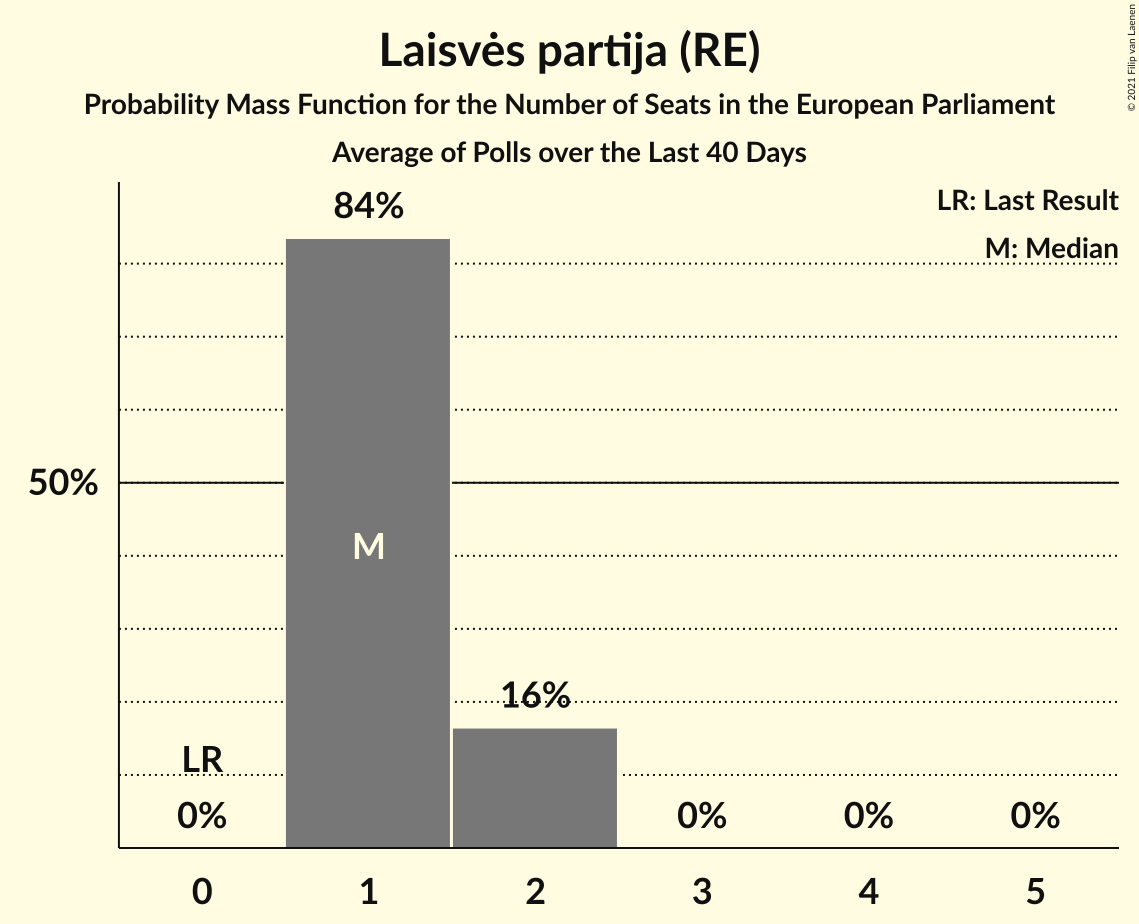 Laisvės partija (RE)
Probability Mass Function for the Number of Seats in the European Parliament
Average of Polls over the Last 40 Days
© 2021 Filip van Laenen
LR: Last Result
M: Median
84%
50%
M
16%
LR
0%
0%
0%
0%
0
1
2
3
4
5